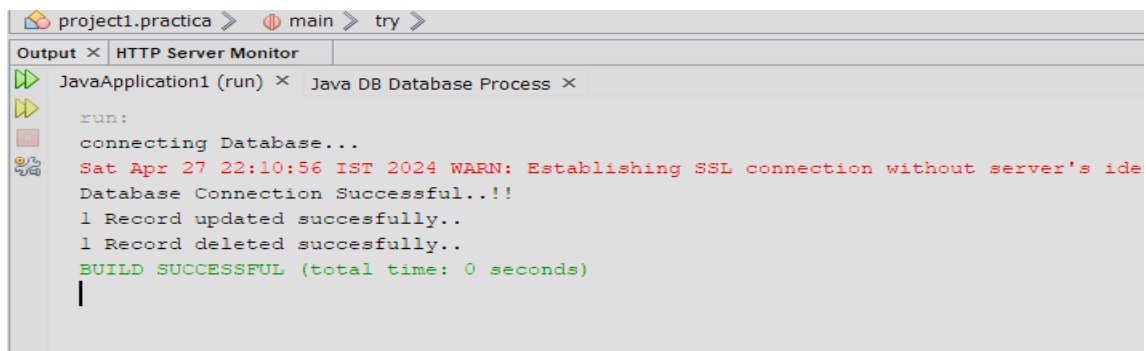 project1.practica main try
Output HTTP Server Monitor
JavaApplication1 (run) Java DB Database Process
run:
connecting Database...
Sat Apr 27 22:10:56 IST 2024 WARN: Establishing SSL connection without server's ide
Database Connection Successful..!!
1 Record updated succesfully..
1 Record deleted succesfully..
BUILD SUCCESSFUL (total time: 0 seconds)